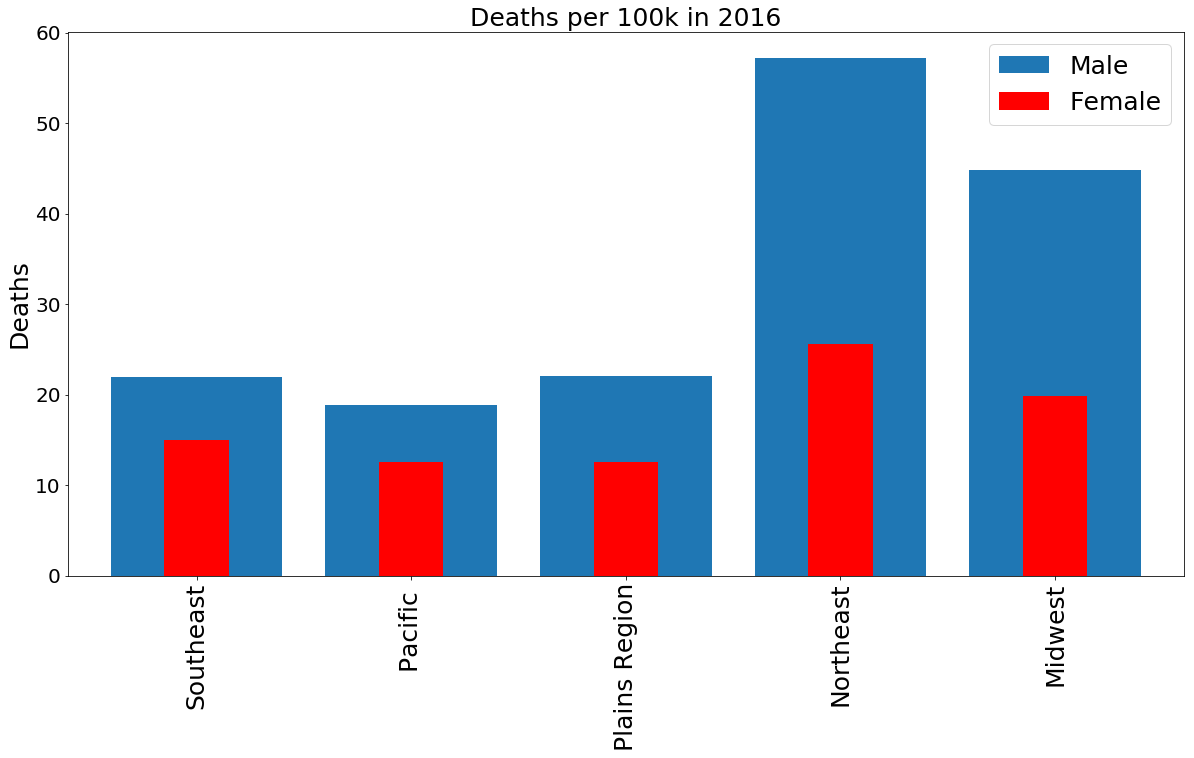 Deaths per 100k in 2016
Male
Female
Deaths
60
50
40
30
20
10
0
Southeast
Pacific
Plains Region
Northeast
Midwest